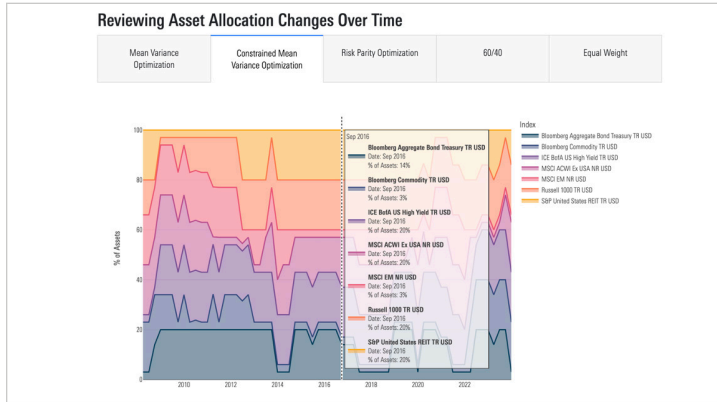 Reviewing Asset Allocation Changes Over Time
Mean Variance
Optimization
Constrained Mean
Variance Optimization
Risk Parity Optimization
60/40
Equal Weight
% of Assets
100
80
60
40
20
0
2010
2012
2014
2016
2018
2020
2022
Sep 2016
Bloomberg Aggregate Bond Treasury TR USD
Date: Sep 2016
% of Assets: 14%
Bloomberg Commodity TR USD
Date: Sep 2016
% of Assets: 3%
ICE BofA US High Yield TR USD
Date: Sep 2016
% of Assets: 20%
MSCI ACWI Ex USA NR USD
Date: Sep 2016
% of Assets: 20%
MSCI EM NR USD
Date: Sep 2016
% of Assets: 3%
Russell 1000 TR USD
Date: Sep 2016
% of Assets: 20%
S&P United States REIT TR USD
Date: Sep 2016
% of Assets: 20%
Index
Bloomberg Aggregate Bond Treasury TR USD
Bloomberg Commodity TR USD
ICE BofA US High Yield TR USD
MSCI ACWI Ex USA NR USD
MSCI EM NR USD
Russell 1000 TR USD
S&P United States REIT TR USD